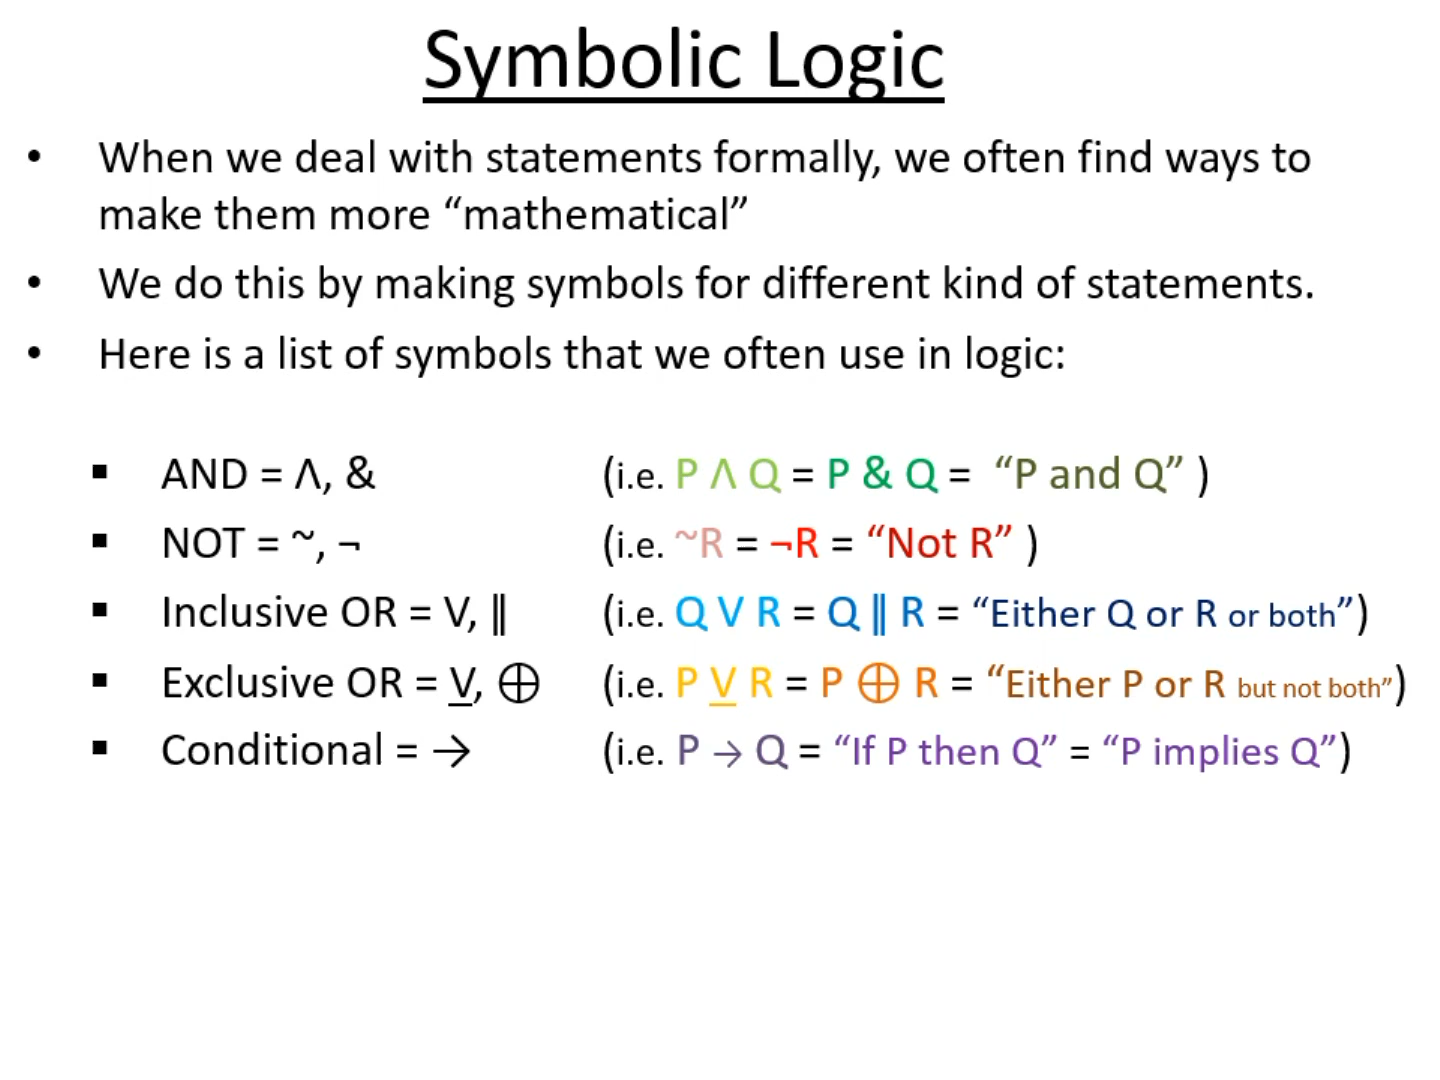 Symbolic Logic
• When we deal with statements formally, we often find ways to
make them more “mathematical”
• We do this by making symbols for different kind of statements.
• Here is a list of symbols that we often use in logic:
▪ AND = Λ, & (i.e. P Λ Q = P & Q = “P and Q” )
▪ NOT = ~, ¬ (i.e. ~R = ¬R = “Not R” )
▪ Inclusive OR = V, ‖ (i.e. Q V R = Q ‖ R = “Either Q or R or both”)
▪ Exclusive OR = V̲, ⊕ (i.e. P V̲ R = P ⊕ R = “Either P or R but not both”)
▪ Conditional = → (i.e. P → Q = “If P then Q” = “P implies Q”)